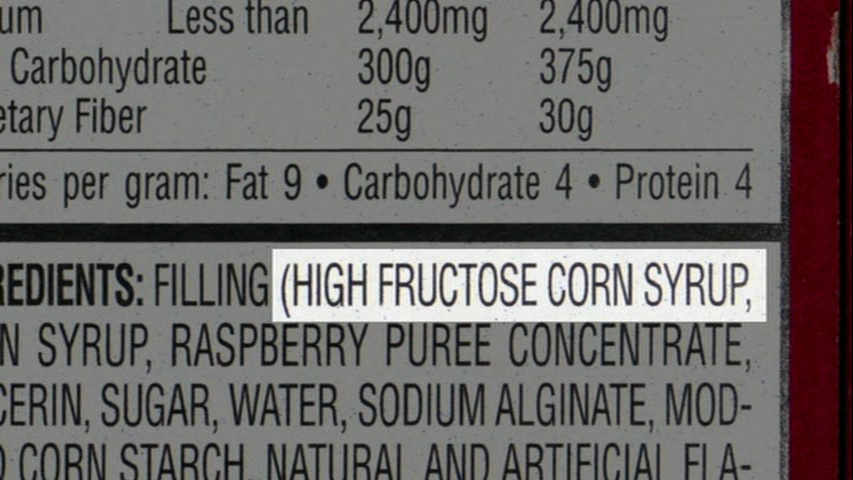 um Less than 2,400mg 2,400mg
Carbohydrate 300g 375g
etary Fiber 25g 30g
ries per gram: Fat 9 • Carbohydrate 4 • Protein 4
REDIENTS: FILLING (HIGH FRUCTOSE CORN SYRUP,
N SYRUP, RASPBERRY PUREE CONCENTRATE,
CERIN, SUGAR, WATER, SODIUM ALGINATE, MOD-
D CORN STARCH, NATURAL AND ARTIFICIAL FLA-